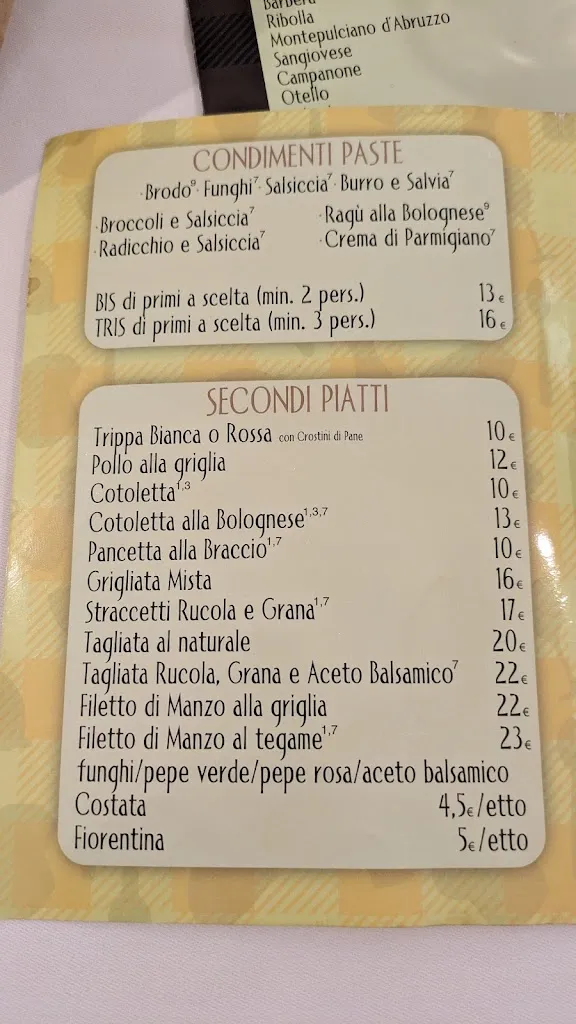 Barbera
Ribolla
Montepulciano d'Abruzzo
Sangiovese
Campanone
Otello
CONDIMENTI PASTE
·Brodo⁹· Funghi⁷· Salsiccia⁷· Burro e Salvia⁷
·Broccoli e Salsiccia⁷ ·Ragù alla Bolognese⁹
·Radicchio e Salsiccia⁷ ·Crema di Parmigiano⁷
BIS di primi a scelta (min. 2 pers.) 13€
TRIS di primi a scelta (min. 3 pers.) 16€
SECONDI PIATTI
Trippa Bianca o Rossa con Crostini di Pane 10€
Pollo alla griglia 12€
Cotoletta¹,³ 10€
Cotoletta alla Bolognese¹,³,⁷ 13€
Pancetta alla Braccio¹,⁷ 10€
Grigliata Mista 16€
Straccetti Rucola e Grana¹,⁷ 17€
Tagliata al naturale 20€
Tagliata Rucola, Grana e Aceto Balsamico⁷ 22€
Filetto di Manzo alla griglia 22€
Filetto di Manzo al tegame¹,⁷ 23€
funghi/pepe verde/pepe rosa/aceto balsamico
Costata 4,5€/etto
Fiorentina 5€/etto